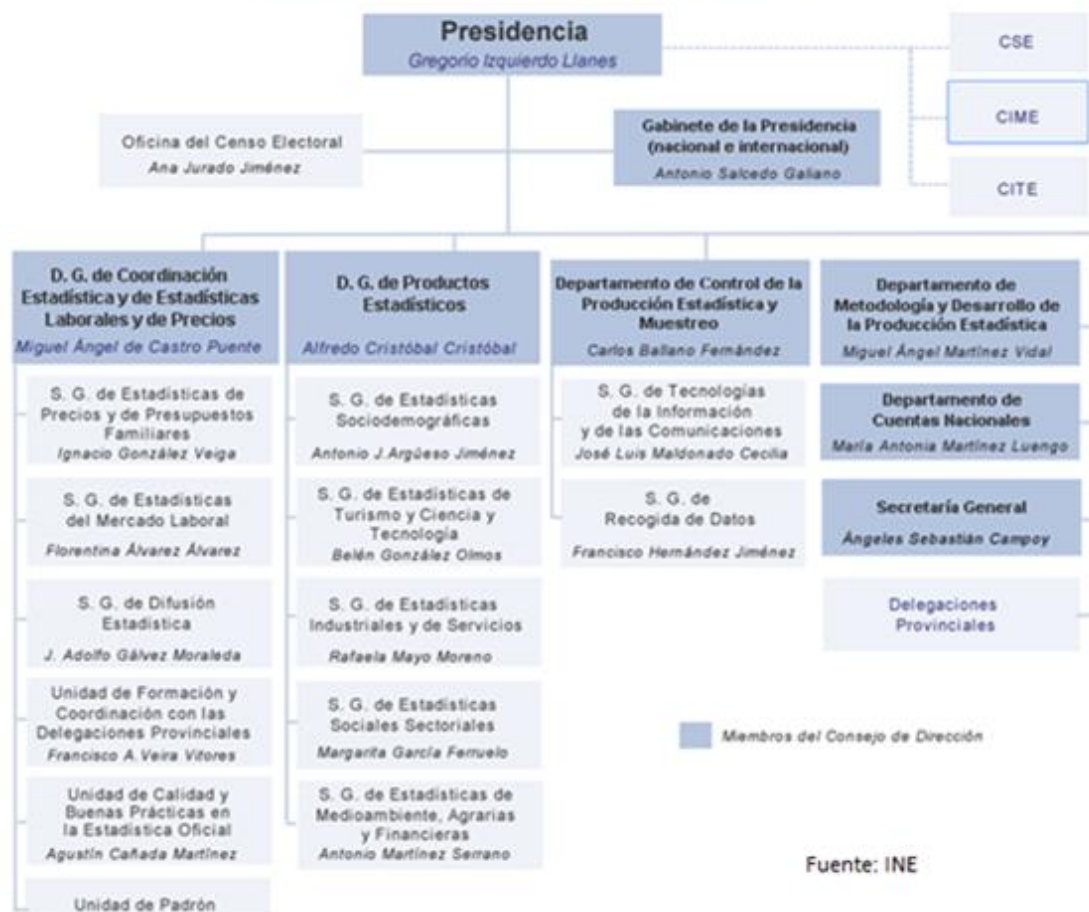 Presidencia
Gregorio Izquierdo Llanes
CSE
CIME
CITE
Oficina del Censo Electoral
Ana Jurado Jiménez
Gabinete de la Presidencia
(nacional e internacional)
Antonio Salcedo Galiano
D. G. de Coordinación
Estadística y de Estadísticas
Laborales y de Precios
Miguel Ángel de Castro Puente
S. G. de Estadísticas de
Precios y de Presupuestos
Familiares
Ignacio González Veiga
S. G. de Estadísticas
del Mercado Laboral
Florentina Álvarez Álvarez
S. G. de Difusión
Estadística
J. Adolfo Gálvez Moraleda
Unidad de Formación y
Coordinación con las
Delegaciones Provinciales
Francisco A. Veira Vitores
Unidad de Calidad y
Buenas Prácticas en
la Estadística Oficial
Agustín Cañada Martínez
Unidad de Padrón
D. G. de Productos
Estadísticos
Alfredo Cristóbal Cristóbal
S. G. de Estadísticas
Sociodemográficas
Antonio J. Argüeso Jiménez
S. G. de Estadísticas de
Turismo y Ciencia y
Tecnología
Belén González Olmos
S. G. de Estadísticas
Industriales y de Servicios
Rafaela Mayo Moreno
S. G. de Estadísticas
Sociales Sectoriales
Margarita García Ferruelo
S. G. de Estadísticas de
Medioambiente, Agrarias
y Financieras
Antonio Martínez Serrano
Departamento de Control de la
Producción Estadística y
Muestreo
Carlos Ballano Fernández
S. G. de Tecnologías
de la Información
y de las Comunicaciones
José Luis Maldonado Cecilia
S. G. de
Recogida de Datos
Francisco Hernández Jiménez
Departamento de
Metodología y Desarrollo de
la Producción Estadística
Miguel Ángel Martínez Vidal
Departamento de
Cuentas Nacionales
María Antonia Martínez Luengo
Secretaría General
Ángeles Sebastián Campoy
Delegaciones
Provinciales
Miembros del Consejo de Dirección
Fuente: INE